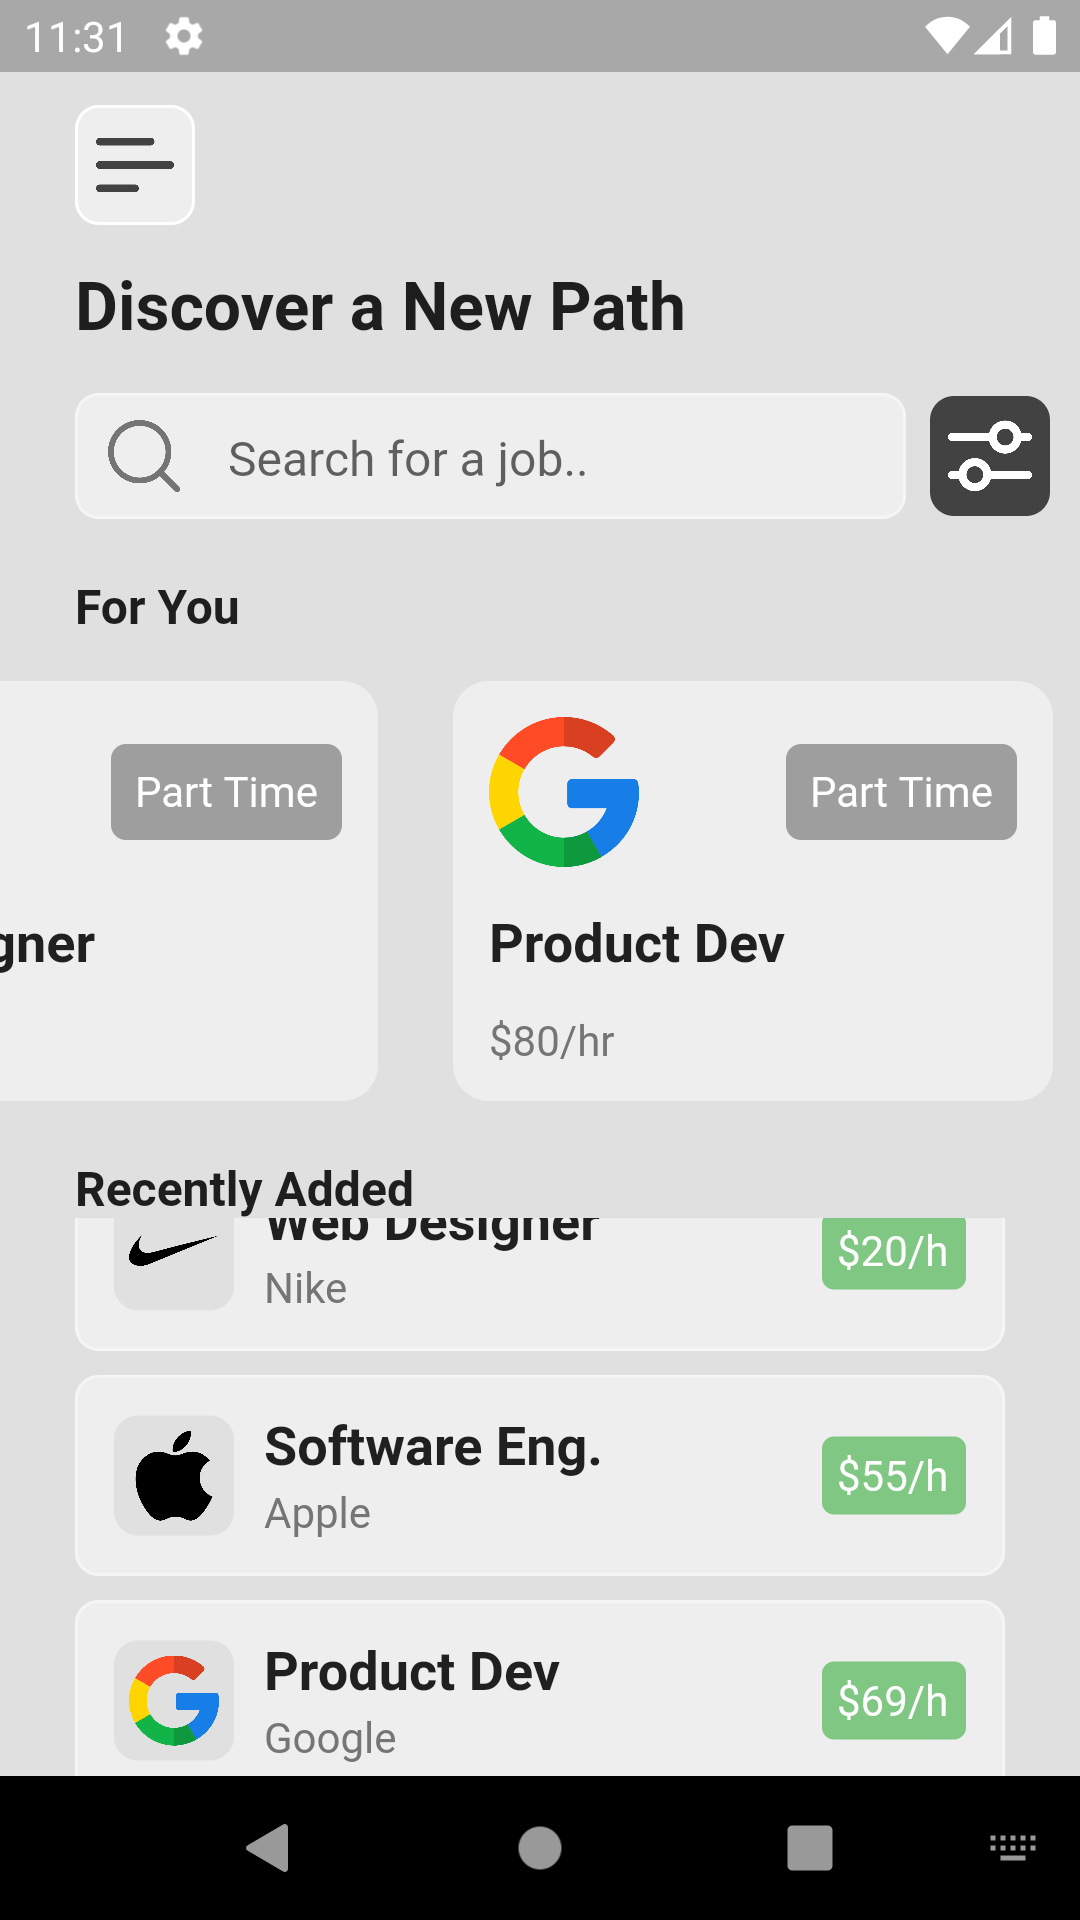 11:31
Discover a New Path
Search for a job..
For You
Part Time
Part Time
gner
Product Dev
$80/hr
Recently Added
Web Designer
$20/h
Nike
Software Eng.
$55/h
Apple
Product Dev
$69/h
Google